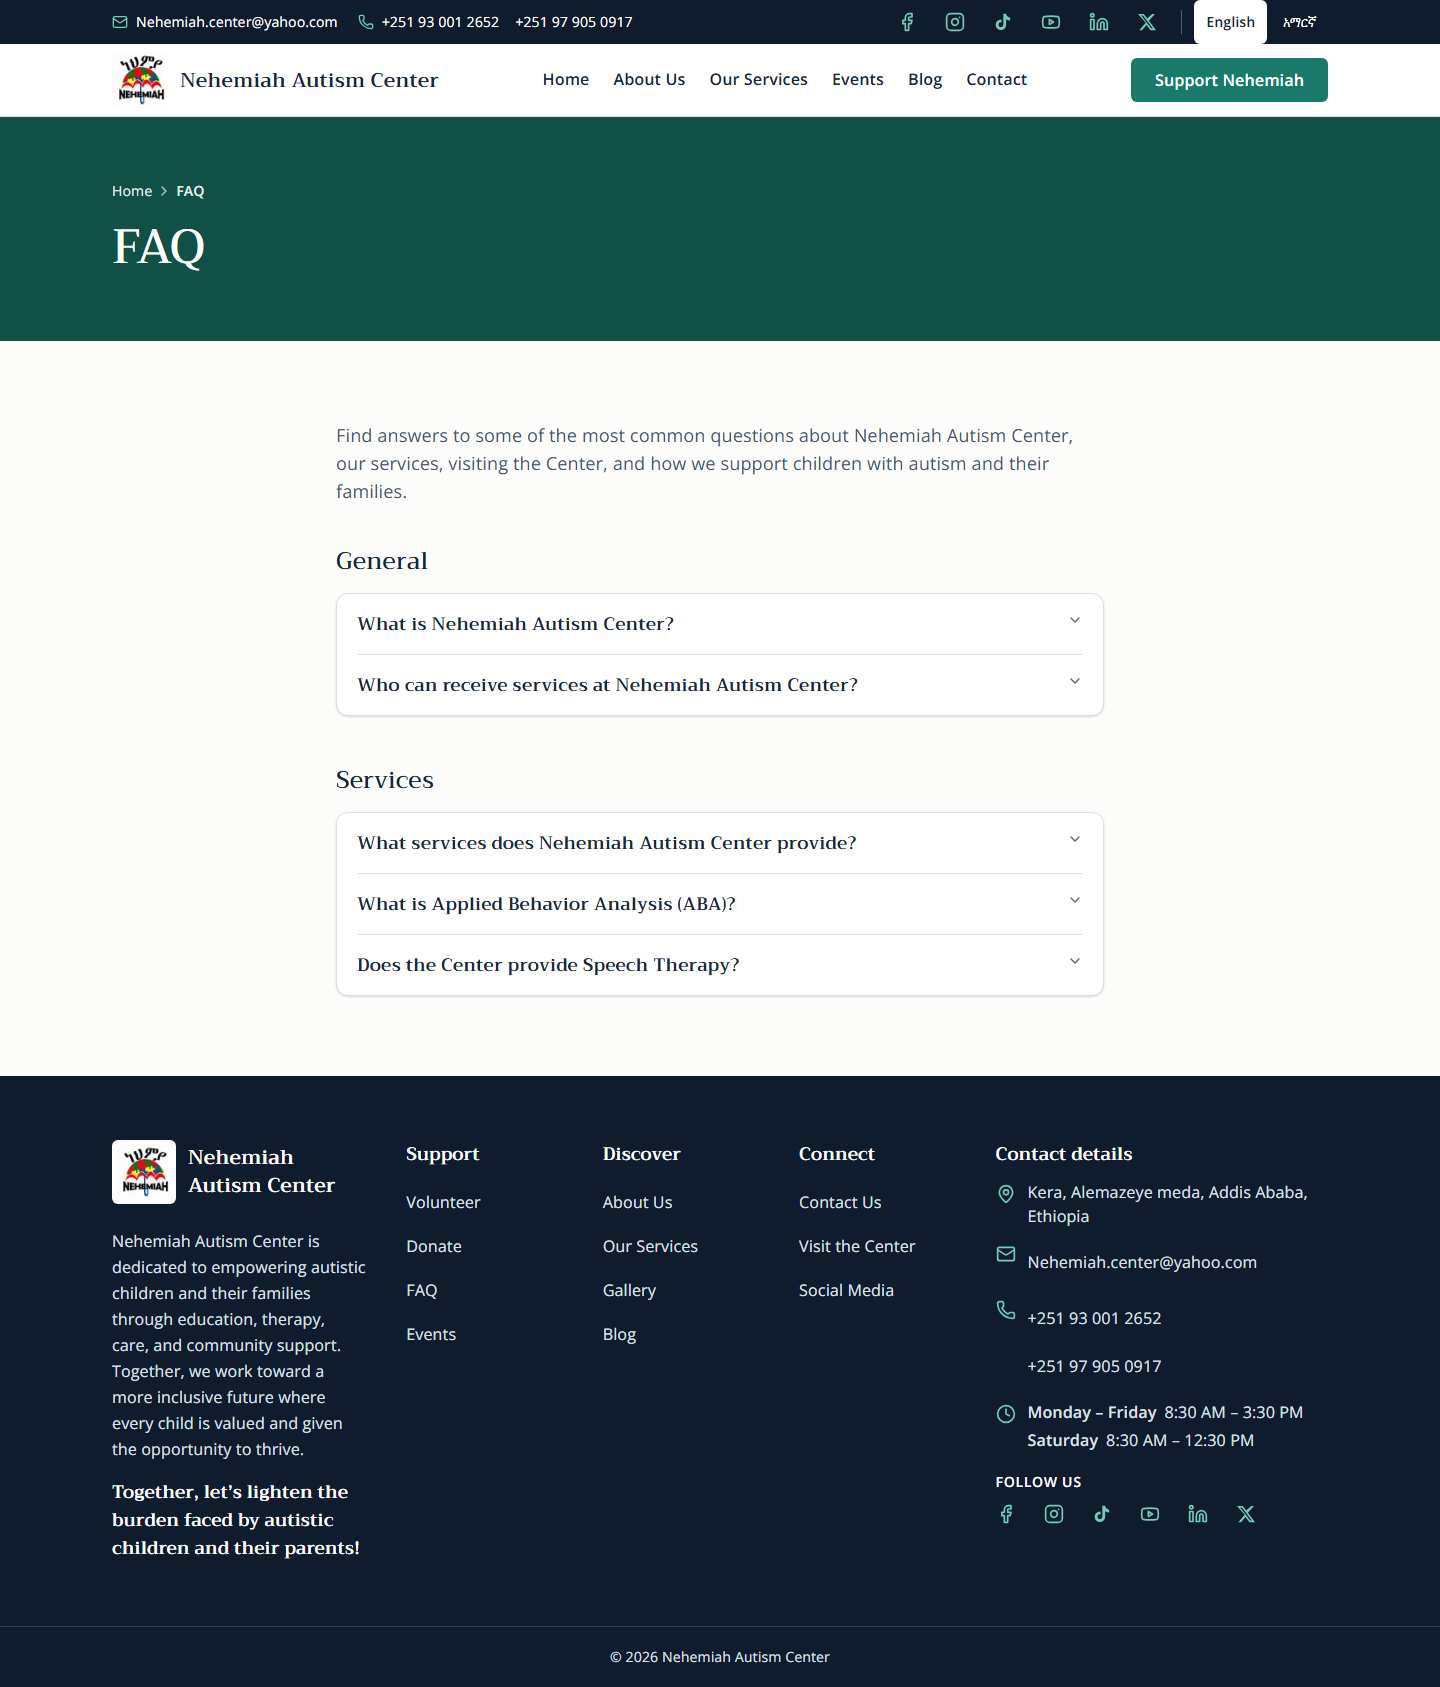 Nehemiah.center@yahoo.com +251 93 001 2652 +251 97 905 0917 English አማርኛ
ነህምያ
NEHEMIAH
Nehemiah Autism Center Home About Us Our Services Events Blog Contact Support Nehemiah
Home FAQ
FAQ
Find answers to some of the most common questions about Nehemiah Autism Center,
our services, visiting the Center, and how we support children with autism and their
families.
General
What is Nehemiah Autism Center?
Who can receive services at Nehemiah Autism Center?
Services
What services does Nehemiah Autism Center provide?
What is Applied Behavior Analysis (ABA)?
Does the Center provide Speech Therapy?
ነህምያ
NEHEMIAH
Nehemiah
Autism Center
Nehemiah Autism Center is
dedicated to empowering autistic
children and their families
through education, therapy,
care, and community support.
Together, we work toward a
more inclusive future where
every child is valued and given
the opportunity to thrive.
Together, let’s lighten the
burden faced by autistic
children and their parents!
Support
Volunteer
Donate
FAQ
Events
Discover
About Us
Our Services
Gallery
Blog
Connect
Contact Us
Visit the Center
Social Media
Contact details
Kera, Alemazeye meda, Addis Ababa,
Ethiopia
Nehemiah.center@yahoo.com
+251 93 001 2652
+251 97 905 0917
Monday – Friday 8:30 AM – 3:30 PM
Saturday 8:30 AM – 12:30 PM
FOLLOW US
© 2026 Nehemiah Autism Center